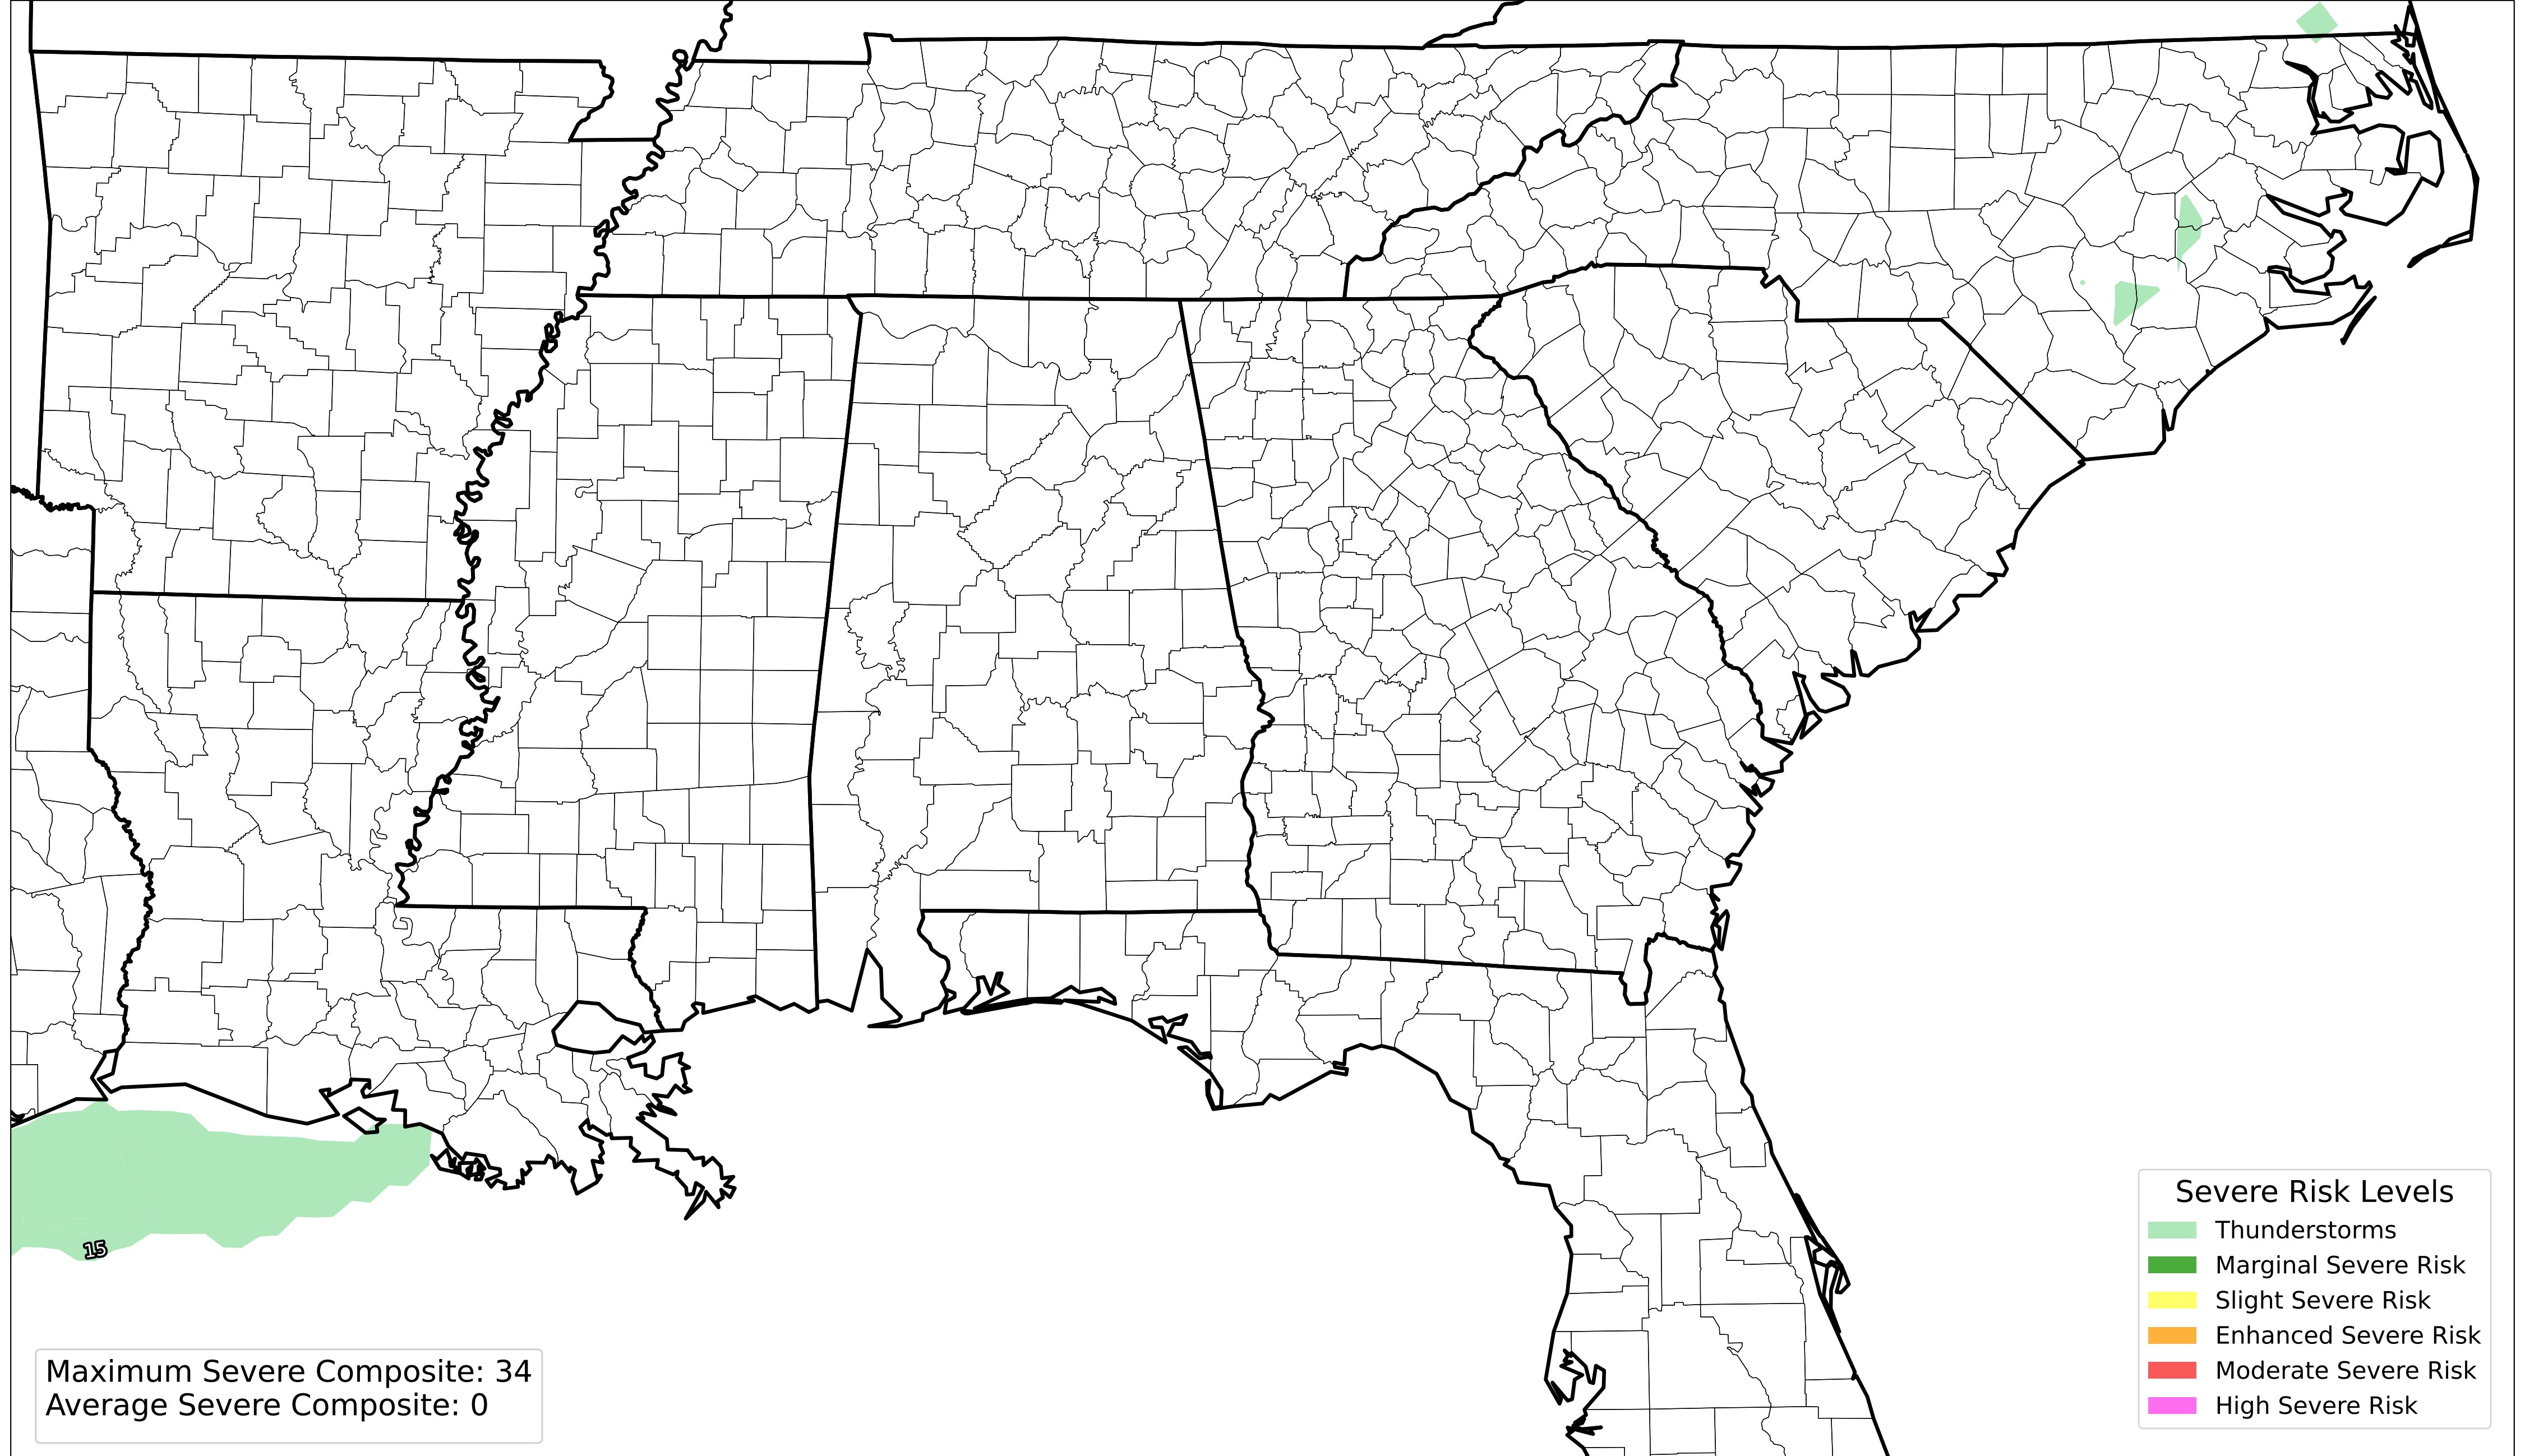 15
Maximum Severe Composite: 34
Average Severe Composite: 0
Severe Risk Levels
Thunderstorms
Marginal Severe Risk
Slight Severe Risk
Enhanced Severe Risk
Moderate Severe Risk
High Severe Risk